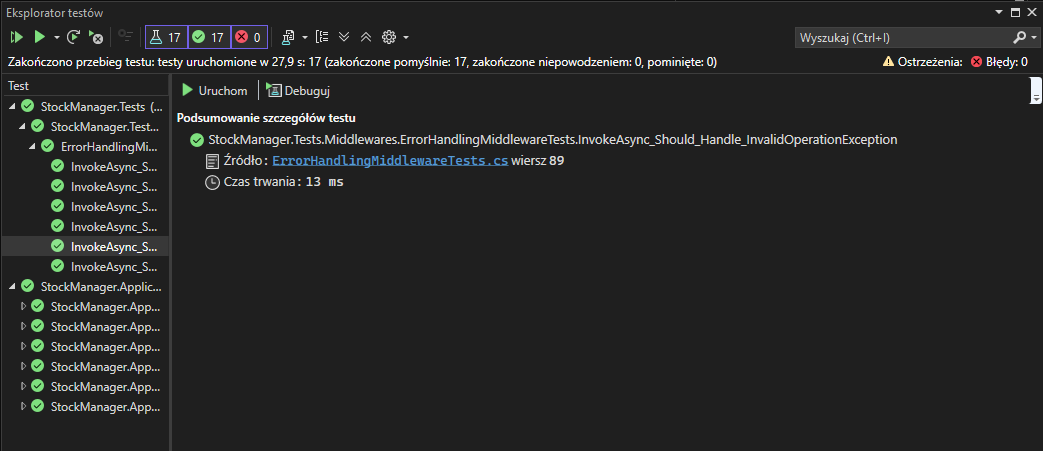 Eksplorator testów
17 17 0
Wyszukaj (Ctrl+I)
Zakończono przebieg testu: testy uruchomione w 27,9 s: 17 (zakończone pomyślnie: 17, zakończone niepowodzeniem: 0, pominięte: 0)
Ostrzeżenia: 0 Błędy: 0
Test
StockManager.Tests (...
StockManager.Test...
ErrorHandlingMi...
InvokeAsync_S...
InvokeAsync_S...
InvokeAsync_S...
InvokeAsync_S...
InvokeAsync_S...
InvokeAsync_S...
StockManager.Applic...
StockManager.App...
StockManager.App...
StockManager.App...
StockManager.App...
StockManager.App...
StockManager.App...
Uruchom Debuguj
Podsumowanie szczegółów testu
StockManager.Tests.Middlewares.ErrorHandlingMiddlewareTests.InvokeAsync_Should_Handle_InvalidOperationException
Źródło: ErrorHandlingMiddlewareTests.cs wiersz 89
Czas trwania: 13 ms